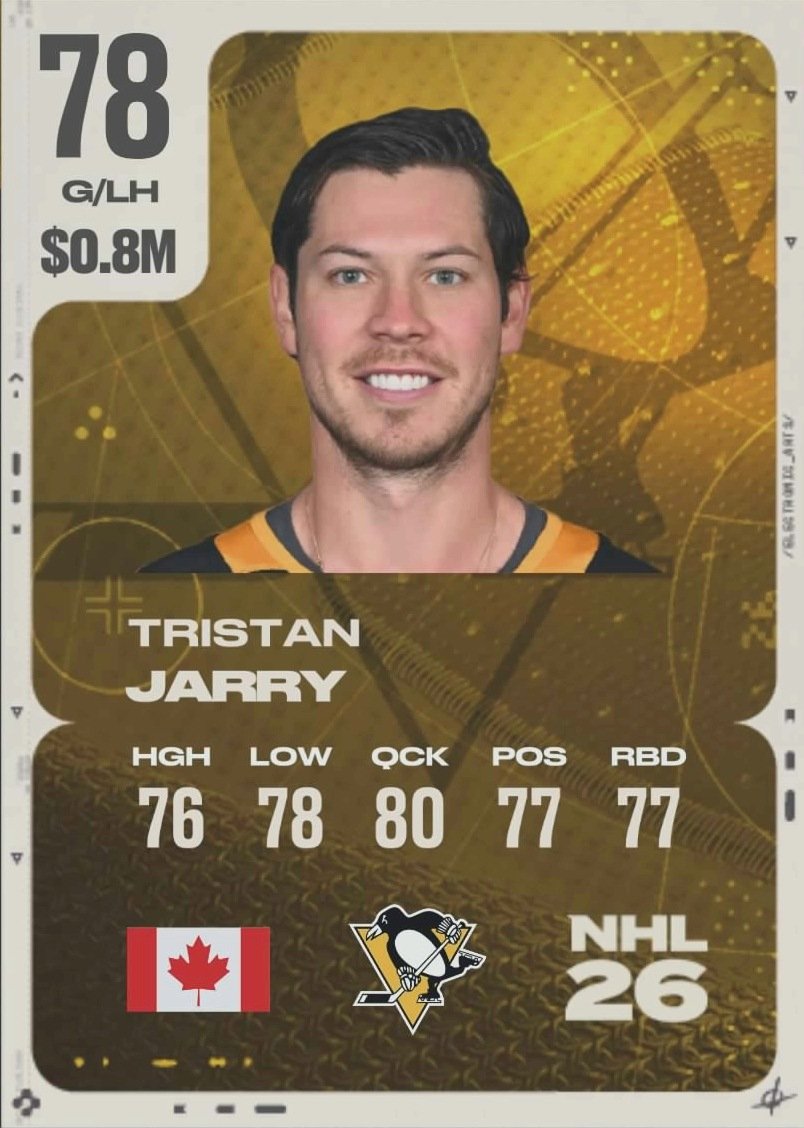 78
G/LH
$0.8M
TRISTAN
JARRY
HGH LOW QCK POS RBD
76 78 80 77 77
NHL
26